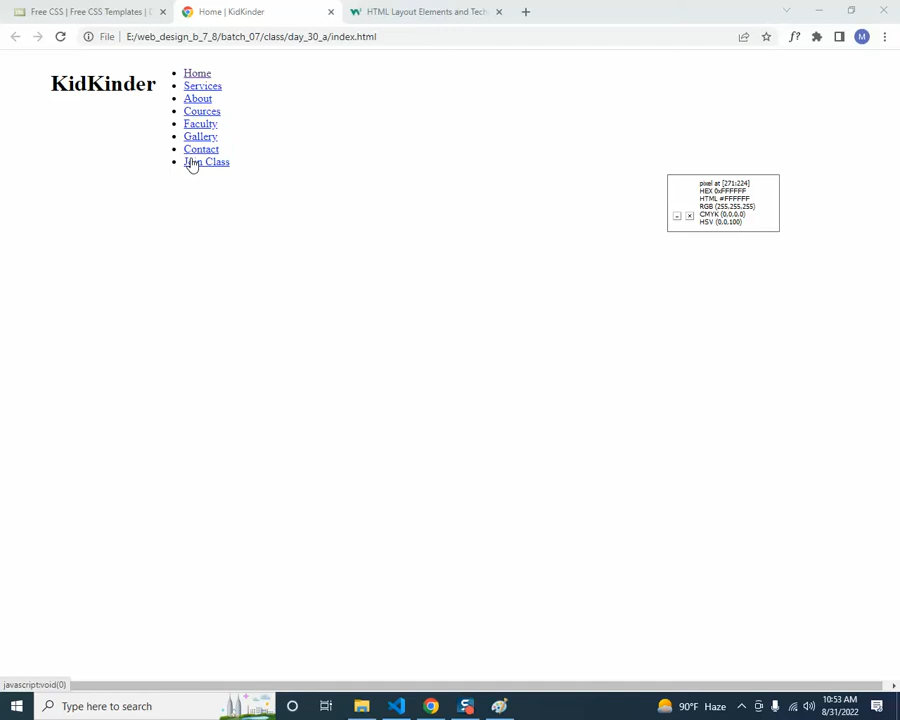 Free CSS | Free CSS Templates |
Home | KidKinder
HTML Layout Elements and Tech
File
E:/web_design_b_7_8/batch_07/class/day_30_a/index.html
f?
M
KidKinder
Home
Services
About
Cources
Faculty
Gallery
Contact
Join Class
pixel at [271:224]
HEX 0xFFFFFF
HTML #FFFFFF
RGB (255,255,255)
CMYK (0,0,0,0)
HSV (0,0,100)
javascript:void(0)
Type here to search
90°F Haze
10:53 AM
8/31/2022